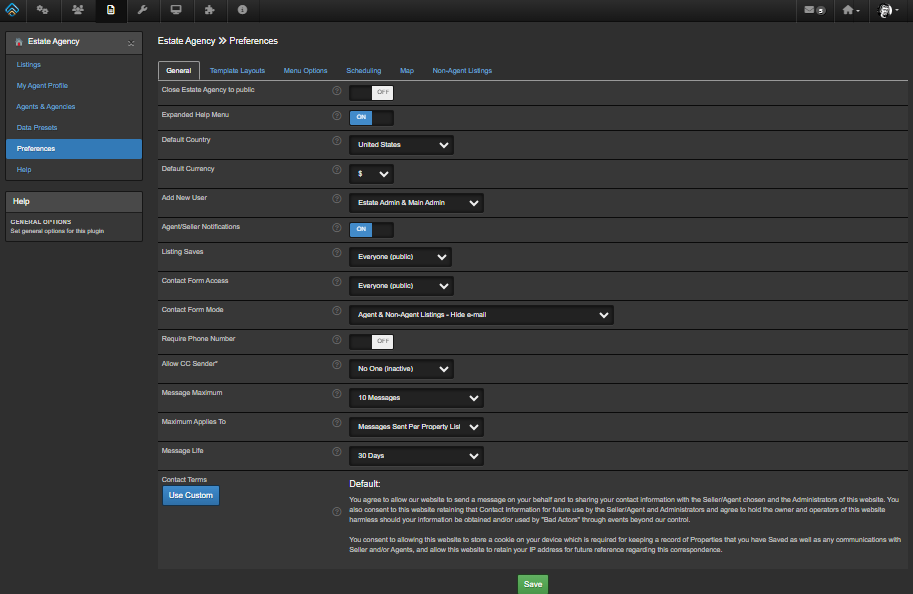 5
Estate Agency
Listings
My Agent Profile
Agents & Agencies
Data Presets
Preferences
Help
Help
GENERAL OPTIONS
Set general options for this plugin
Estate Agency >> Preferences
General Template Layouts Menu Options Scheduling Map Non-Agent Listings
Close Estate Agency to public OFF
Expanded Help Menu ON
Default Country United States
Default Currency $
Add New User Estate Admin & Main Admin
Agent/Seller Notifications ON
Listing Saves Everyone (public)
Contact Form Access Everyone (public)
Contact Form Mode Agent & Non-Agent Listings - Hide e-mail
Require Phone Number OFF
Allow CC Sender* No One (inactive)
Message Maximum 10 Messages
Maximum Applies To Messages Sent Per Property List
Message Life 30 Days
Contact Terms
Use Custom
Default:
You agree to allow our website to send a message on your behalf and to sharing your contact information with the Seller/Agent chosen and the Administrators of this website. You
also consent to this website retaining that Contact Information for future use by the Seller/Agent and Administrators and agree to hold the owner and operators of this website
harmless should your information be obtained and/or used by "Bad Actors" through events beyond our control.
You consent to allowing this website to store a cookie on your device which is required for keeping a record of Properties that you have Saved as well as any communications with
Seller and/or Agents, and allow this website to retain your IP address for future reference regarding this correspondence.
Save